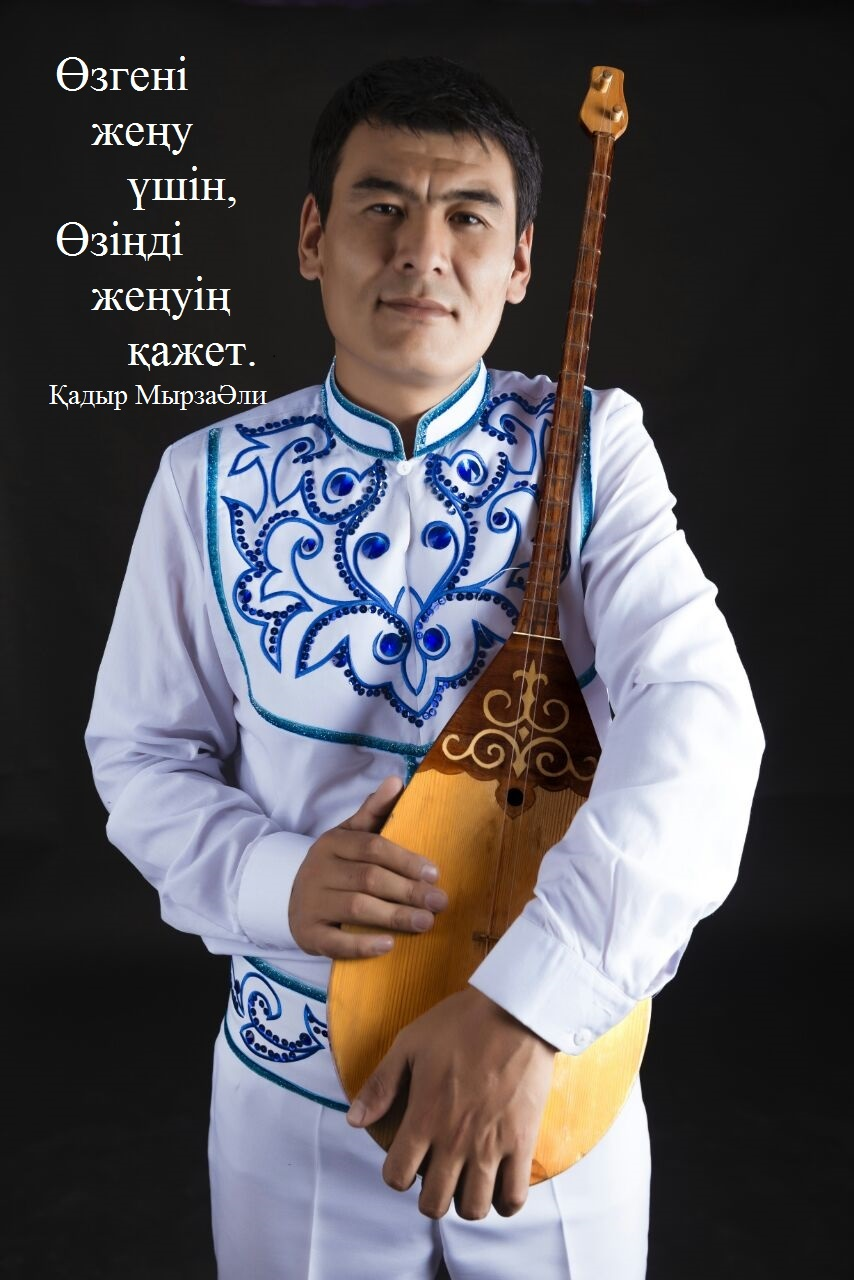 Өзгені
жеңу
үшін,
Өзіңді
жеңуің
қажет.
Қадыр МырзаӘли